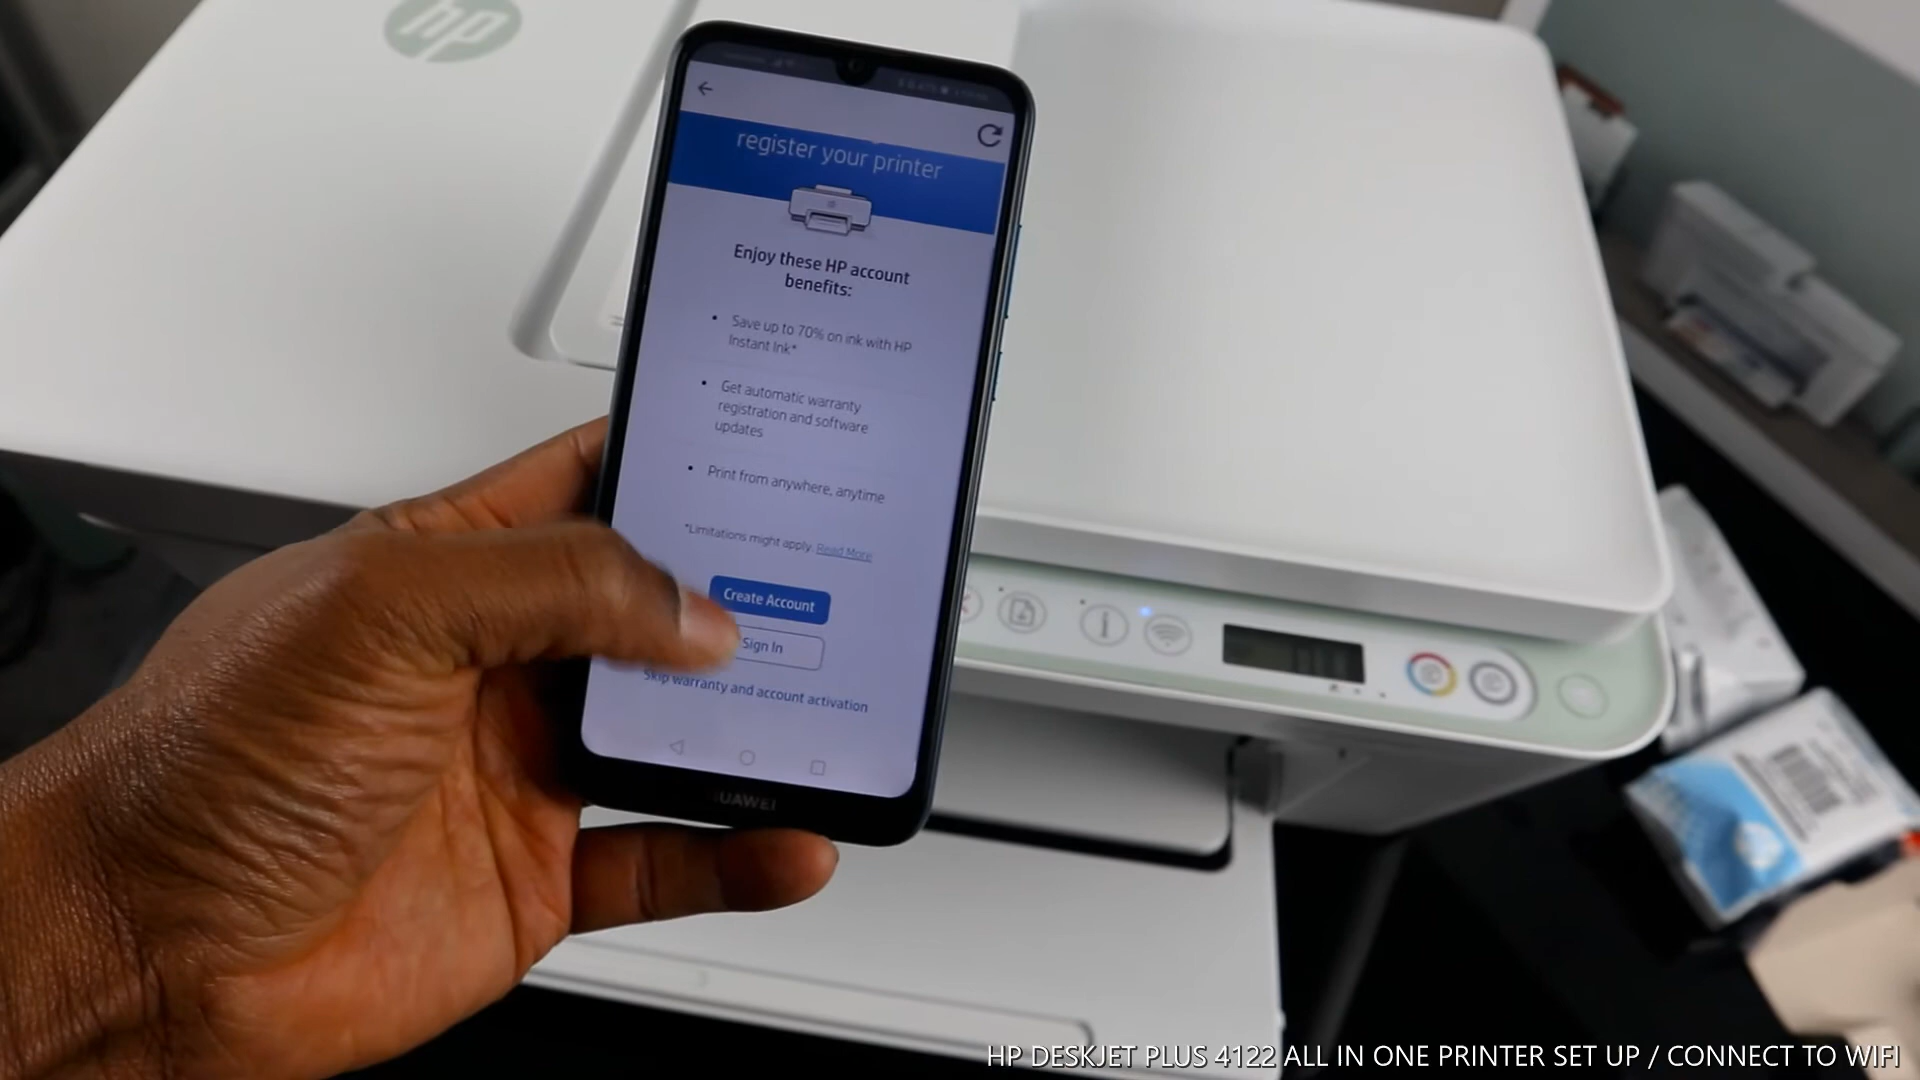 hp
register your printer
Enjoy these HP account
benefits:
• Save up to 70% on ink with HP
Instant Ink*
• Get automatic warranty
registration and software
updates
• Print from anywhere, anytime
*Limitations might apply. Read More
Create Account
Sign In
Skip warranty and account activation
HUAWEI
HP DESKJET PLUS 4122 ALL IN ONE PRINTER SET UP / CONNECT TO WIFI